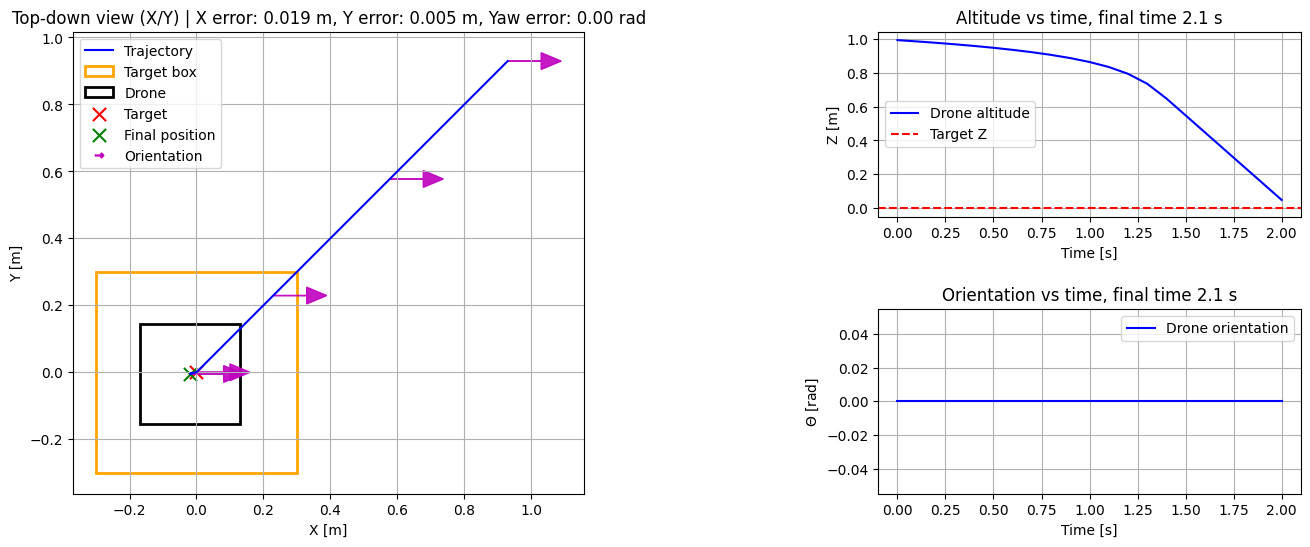 Top-down view (X/Y) | X error: 0.019 m, Y error: 0.005 m, Yaw error: 0.00 rad
Trajectory
Target box
Drone
Target
Final position
Orientation
1.0
0.8
0.6
0.4
0.2
0.0
−0.2
Y [m]
−0.2
0.0
0.2
0.4
0.6
0.8
1.0
X [m]
Altitude vs time, final time 2.1 s
Drone altitude
Target Z
1.0
0.8
0.6
0.4
0.2
0.0
Z [m]
0.00
0.25
0.50
0.75
1.00
1.25
1.50
1.75
2.00
Time [s]
Orientation vs time, final time 2.1 s
Drone orientation
0.04
0.02
0.00
−0.02
−0.04
Θ [rad]
0.00
0.25
0.50
0.75
1.00
1.25
1.50
1.75
2.00
Time [s]